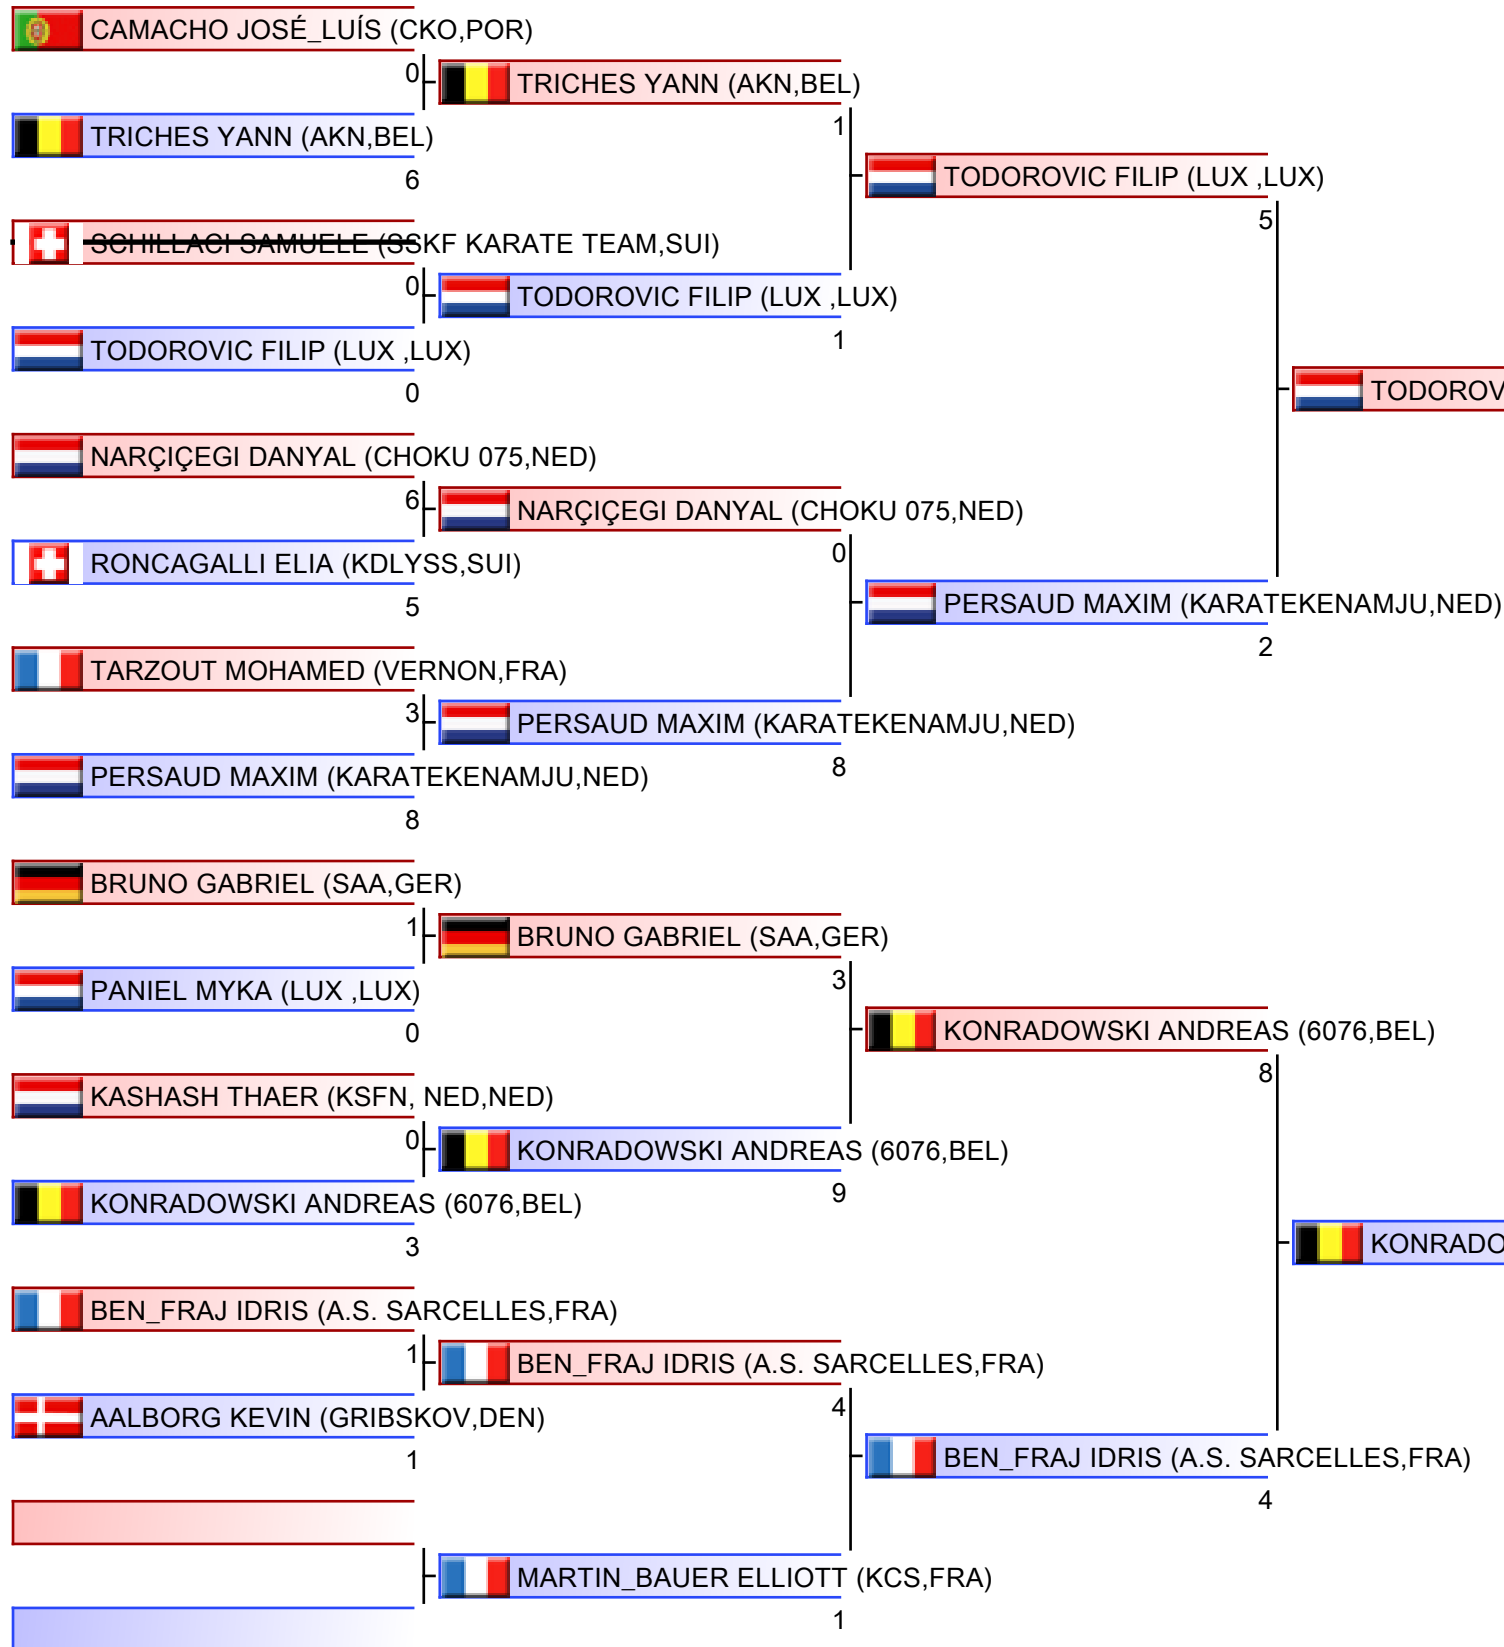 CAMACHO JOSÉ_LUÍS (CKO,POR)
0
TRICHES YANN (AKN,BEL)
TRICHES YANN (AKN,BEL)
1
6
TODOROVIC FILIP (LUX ,LUX)
5
SCHILLACI SAMUELE (SSKF KARATE TEAM,SUI)
0
TODOROVIC FILIP (LUX ,LUX)
1
TODOROVIC FILIP (LUX ,LUX)
0
TODOROV
NARÇIÇEGI DANYAL (CHOKU 075,NED)
6
NARÇIÇEGI DANYAL (CHOKU 075,NED)
0
RONCAGALLI ELIA (KDLYSS,SUI)
5
PERSAUD MAXIM (KARATEKENAMJU,NED)
2
TARZOUT MOHAMED (VERNON,FRA)
3
PERSAUD MAXIM (KARATEKENAMJU,NED)
8
PERSAUD MAXIM (KARATEKENAMJU,NED)
8
BRUNO GABRIEL (SAA,GER)
1
BRUNO GABRIEL (SAA,GER)
3
PANIEL MYKA (LUX ,LUX)
0
KONRADOWSKI ANDREAS (6076,BEL)
8
KASHASH THAER (KSFN, NED,NED)
0
KONRADOWSKI ANDREAS (6076,BEL)
9
KONRADOWSKI ANDREAS (6076,BEL)
3
KONRADO
BEN_FRAJ IDRIS (A.S. SARCELLES,FRA)
1
BEN_FRAJ IDRIS (A.S. SARCELLES,FRA)
4
AALBORG KEVIN (GRIBSKOV,DEN)
1
BEN_FRAJ IDRIS (A.S. SARCELLES,FRA)
4
MARTIN_BAUER ELLIOTT (KCS,FRA)
1